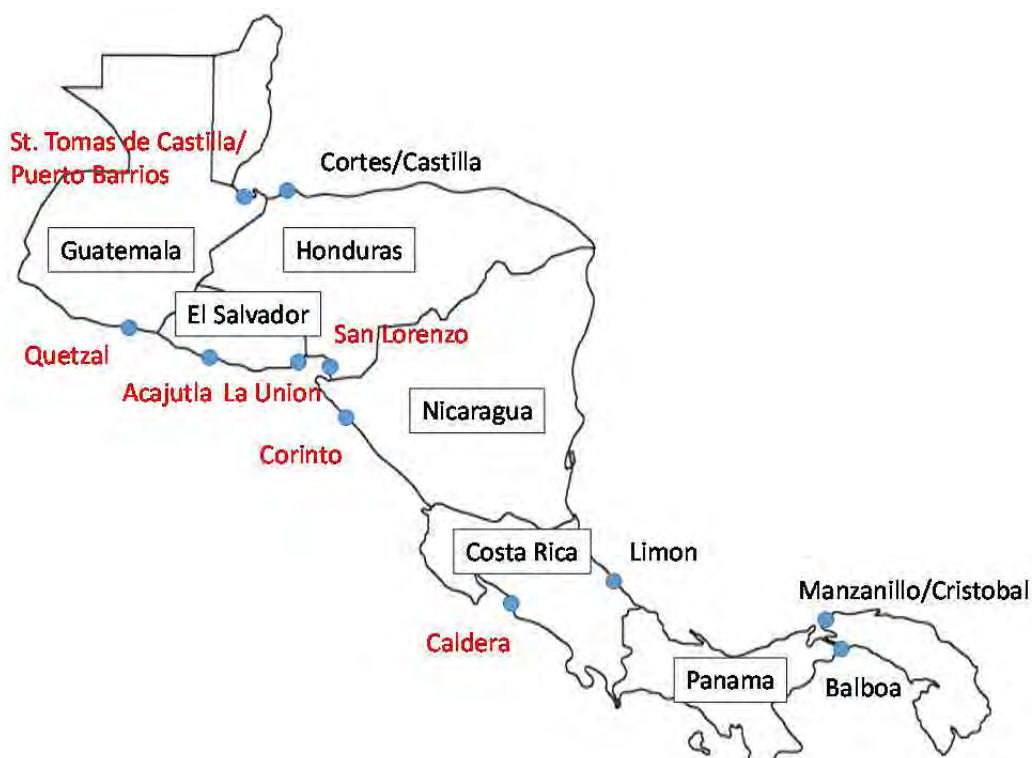 St. Tomas de Castilla/
Puerto Barrios
Cortes/Castilla
Guatemala
Honduras
El Salvador
San Lorenzo
Quetzal
Acajutla
La Union
Nicaragua
Corinto
Costa Rica
Limon
Manzanillo/Cristobal
Caldera
Panama
Balboa